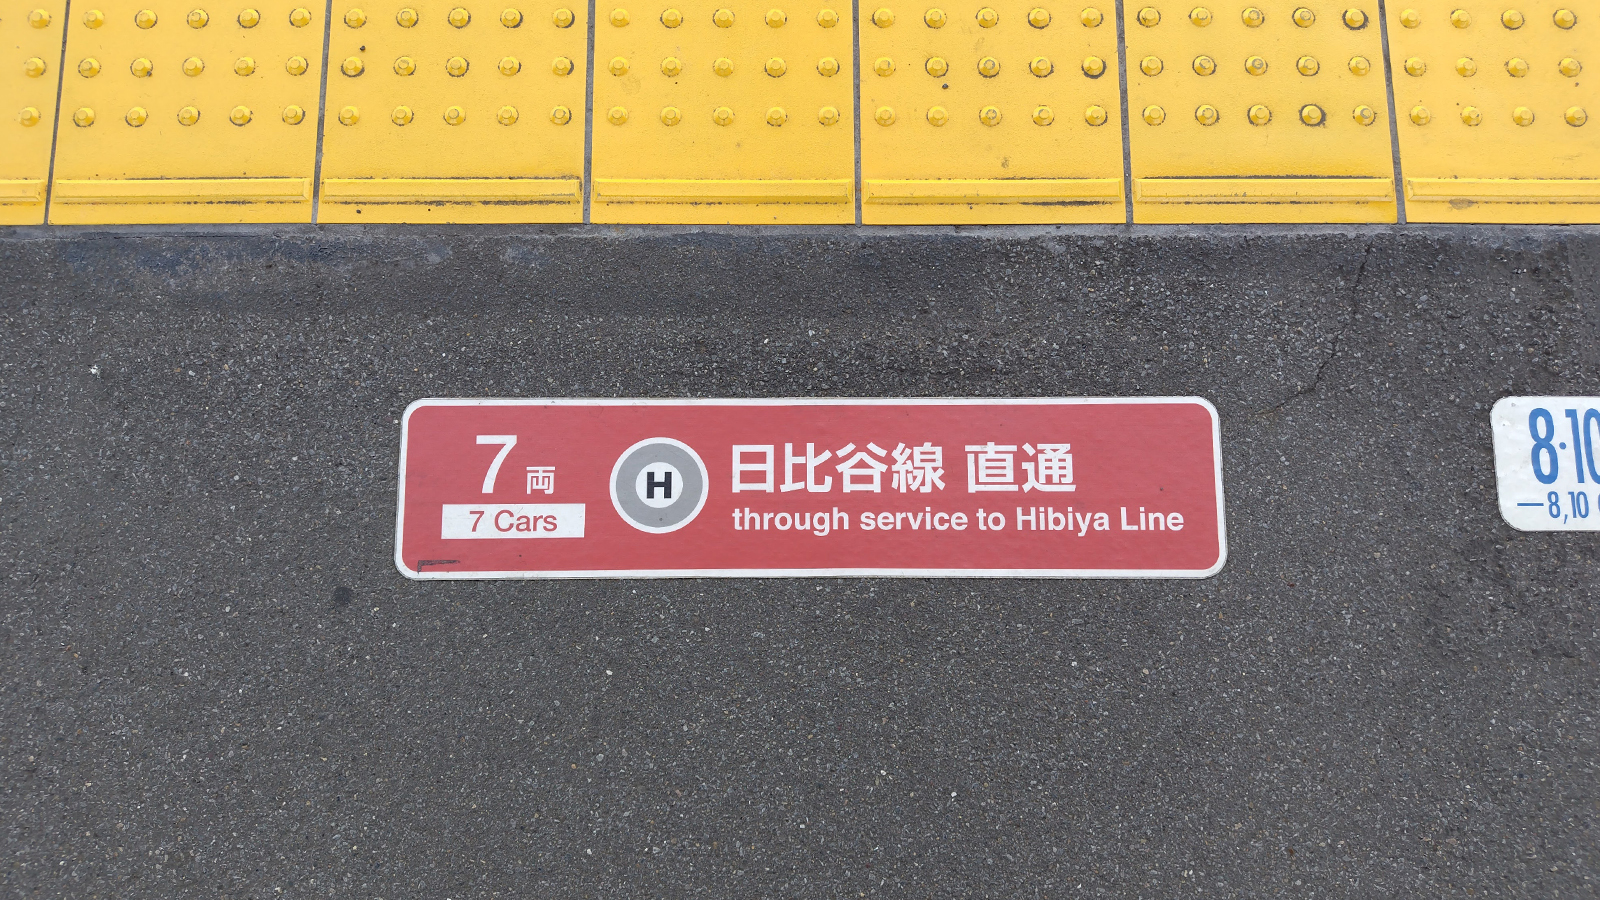 7両
7 Cars
H
日比谷線 直通
through service to Hibiya Line
8·10
8,10